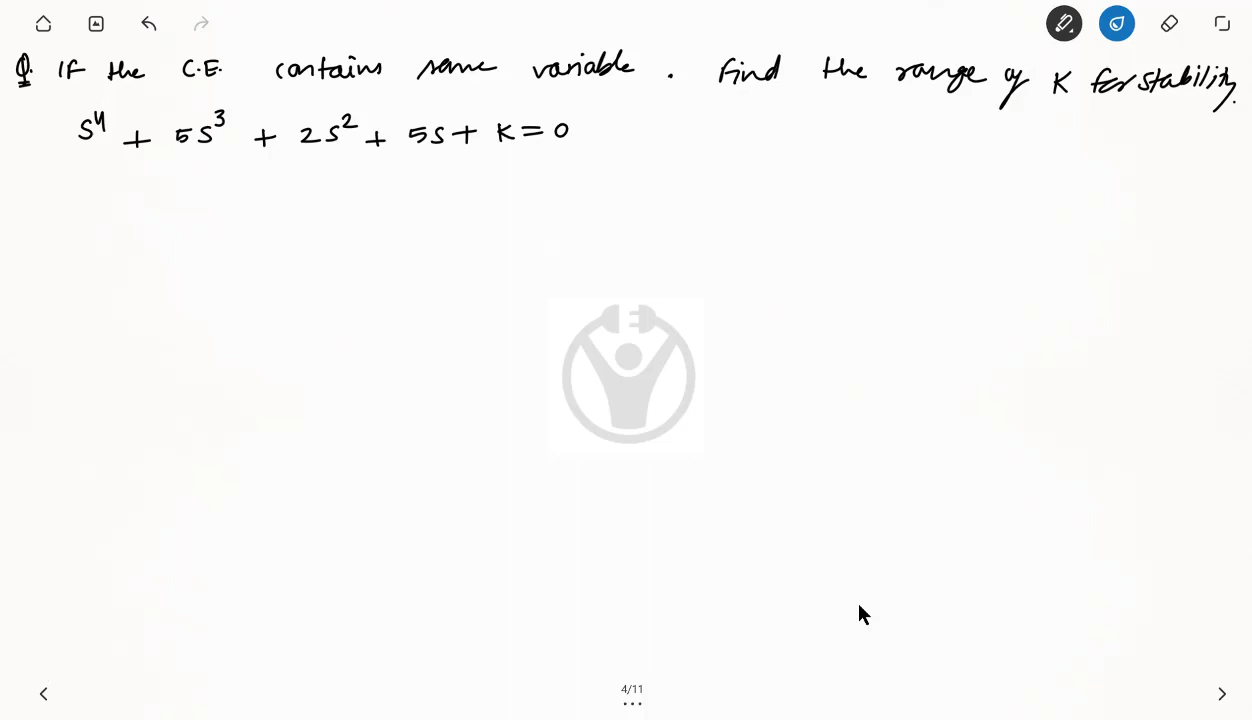 Q. IF the C.E. contains some variable. Find the range of K for stability.
S⁴ + 5S³ + 2S² + 5S + K = 0
4/11